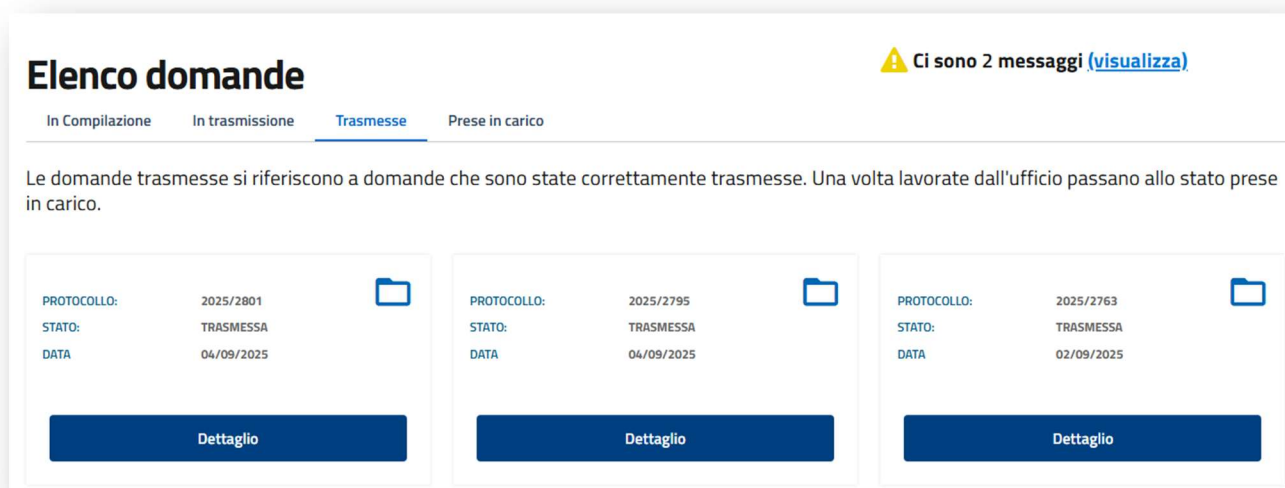 Elenco domande
Ci sono 2 messaggi (visualizza)
In Compilazione In trasmissione Trasmesse Prese in carico
Le domande trasmesse si riferiscono a domande che sono state correttamente trasmesse. Una volta lavorate dall'ufficio passano allo stato prese
in carico.
PROTOCOLLO: 2025/2801
STATO: TRASMESSA
DATA 04/09/2025
Dettaglio
PROTOCOLLO: 2025/2795
STATO: TRASMESSA
DATA 04/09/2025
Dettaglio
PROTOCOLLO: 2025/2763
STATO: TRASMESSA
DATA 02/09/2025
Dettaglio